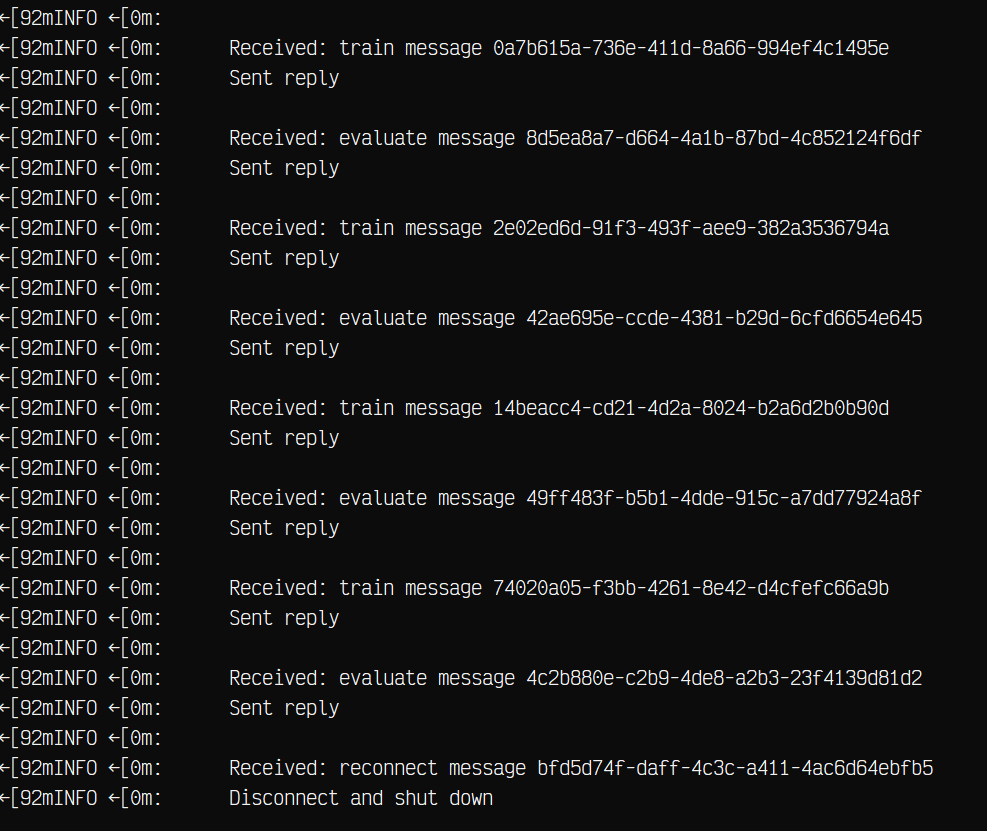 ←[92mINFO ←[0m:
←[92mINFO ←[0m: Received: train message 0a7b615a-736e-411d-8a66-994ef4c1495e
←[92mINFO ←[0m: Sent reply
←[92mINFO ←[0m:
←[92mINFO ←[0m: Received: evaluate message 8d5ea8a7-d664-4a1b-87bd-4c852124f6df
←[92mINFO ←[0m: Sent reply
←[92mINFO ←[0m:
←[92mINFO ←[0m: Received: train message 2e02ed6d-91f3-493f-aee9-382a3536794a
←[92mINFO ←[0m: Sent reply
←[92mINFO ←[0m:
←[92mINFO ←[0m: Received: evaluate message 42ae695e-ccde-4381-b29d-6cfd6654e645
←[92mINFO ←[0m: Sent reply
←[92mINFO ←[0m:
←[92mINFO ←[0m: Received: train message 14beacc4-cd21-4d2a-8024-b2a6d2b0b90d
←[92mINFO ←[0m: Sent reply
←[92mINFO ←[0m:
←[92mINFO ←[0m: Received: evaluate message 49ff483f-b5b1-4dde-915c-a7dd77924a8f
←[92mINFO ←[0m: Sent reply
←[92mINFO ←[0m:
←[92mINFO ←[0m: Received: train message 74020a05-f3bb-4261-8e42-d4cfefc66a9b
←[92mINFO ←[0m: Sent reply
←[92mINFO ←[0m:
←[92mINFO ←[0m: Received: evaluate message 4c2b880e-c2b9-4de8-a2b3-23f4139d81d2
←[92mINFO ←[0m: Sent reply
←[92mINFO ←[0m:
←[92mINFO ←[0m: Received: reconnect message bfd5d74f-daff-4c3c-a411-4ac6d64ebfb5
←[92mINFO ←[0m: Disconnect and shut down